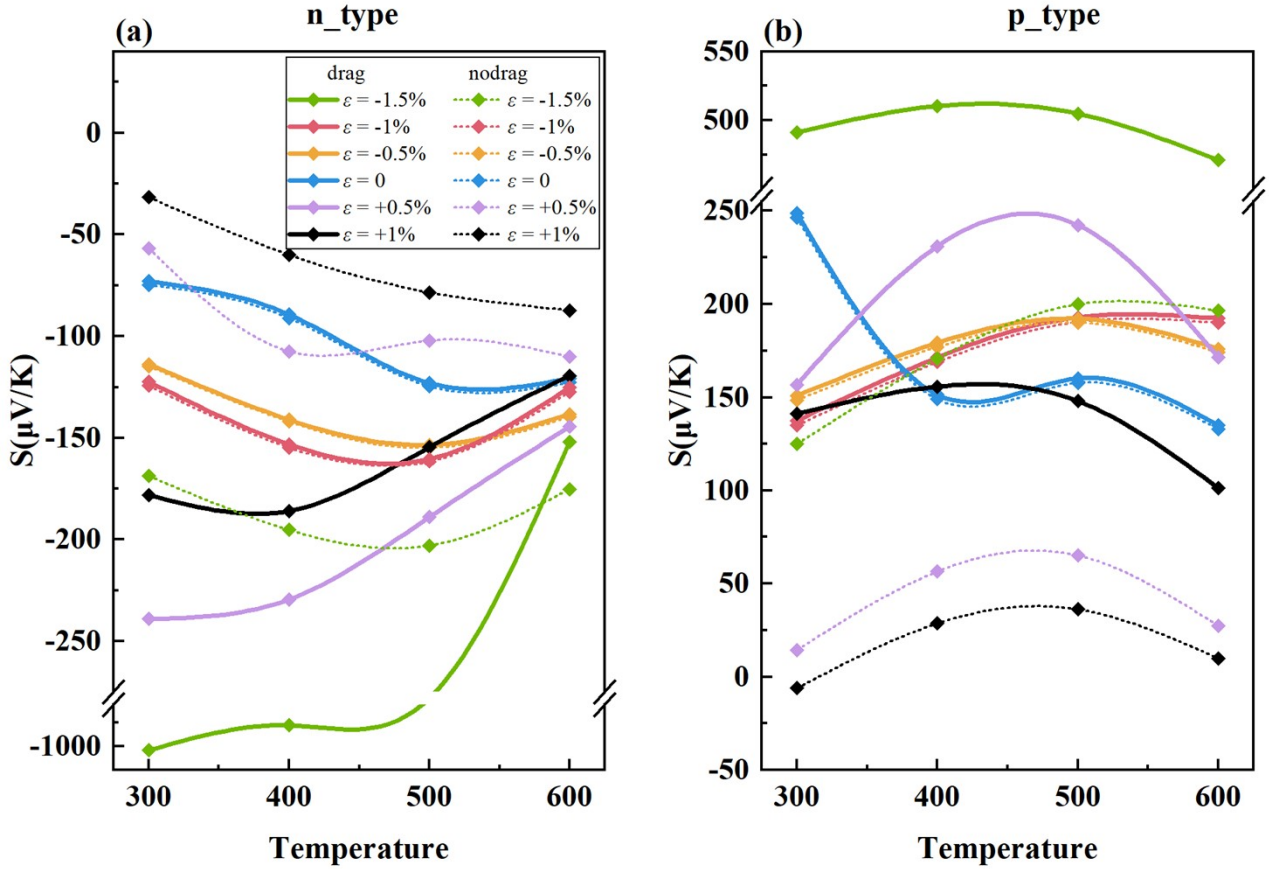 n_type
(a)
drag nodrag
ε = -1.5% ε = -1.5%
ε = -1% ε = -1%
ε = -0.5% ε = -0.5%
ε = 0 ε = 0
ε = +0.5% ε = +0.5%
ε = +1% ε = +1%
0
-50
-100
-150
-200
-250
-1000
S(μV/K)
300 400 500 600
Temperature
p_type
(b)
550
500
250
200
150
100
50
0
-50
S(μV/K)
300 400 500 600
Temperature